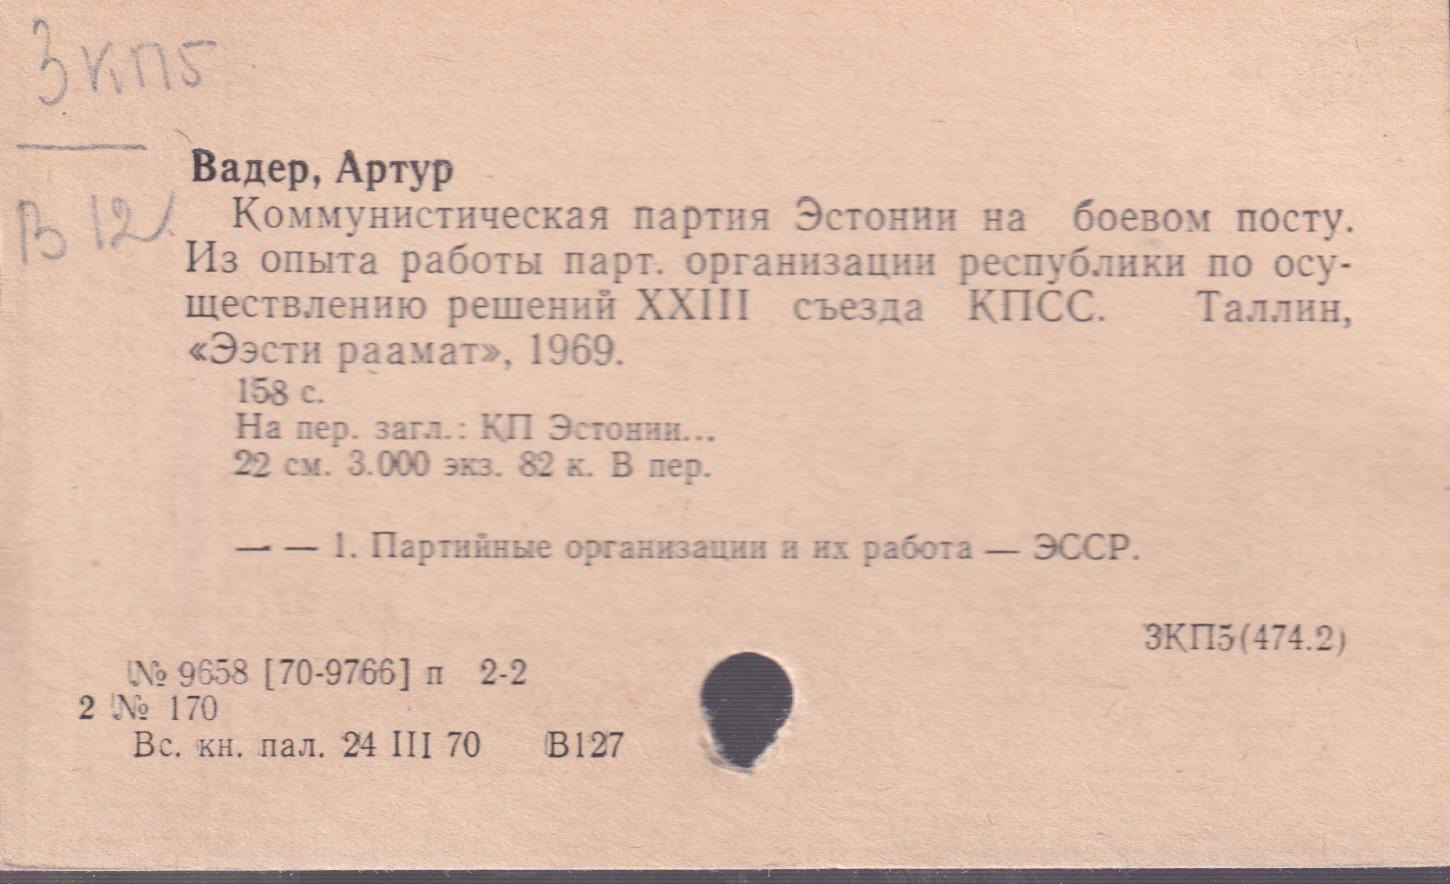 3КП5
В 12
Вадер, Артур
Коммунистическая партия Эстонии на боевом посту.
Из опыта работы парт. организации республики по осу-
ществлению решений XXIII съезда КПСС. Таллин,
«Ээсти раамат», 1969.
158 с.
На пер. загл.: КП Эстонии...
22 см. 3.000 экз. 82 к. В пер.
— — 1. Партийные организации и их работа — ЭССР.
3КП5(474.2)
№ 9658 [70-9766] п 2-2
2 № 170
Вс. кн. пал. 24 III 70 В127